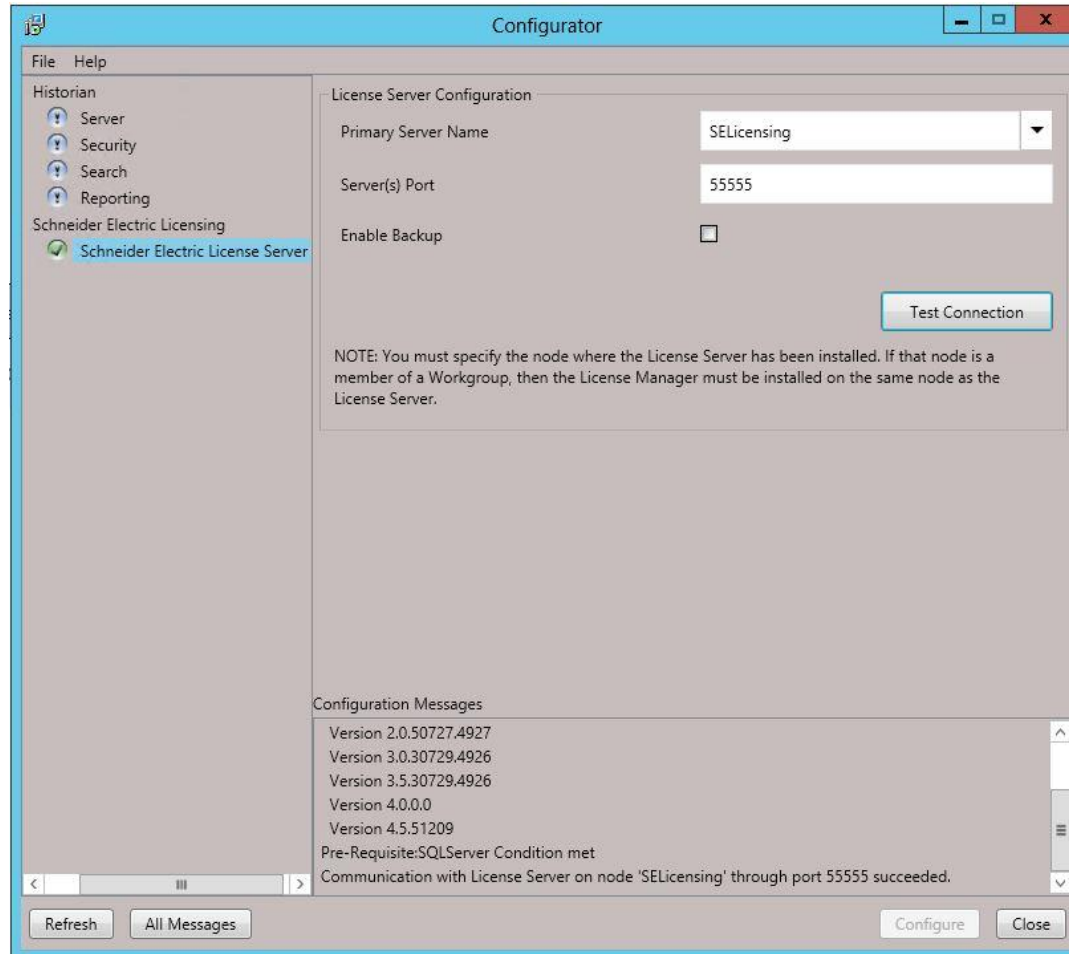 Configurator
File Help
Historian
Server
Security
Search
Reporting
Schneider Electric Licensing
Schneider Electric License Server
License Server Configuration
Primary Server Name
SELicensing
Server(s) Port
55555
Enable Backup
Test Connection
NOTE: You must specify the node where the License Server has been installed. If that node is a
member of a Workgroup, then the License Manager must be installed on the same node as the
License Server.
Configuration Messages
Version 2.0.50727.4927
Version 3.0.30729.4926
Version 3.5.30729.4926
Version 4.0.0.0
Version 4.5.51209
Pre-Requisite:SQLServer Condition met
Communication with License Server on node 'SELicensing' through port 55555 succeeded.
Refresh
All Messages
Configure
Close